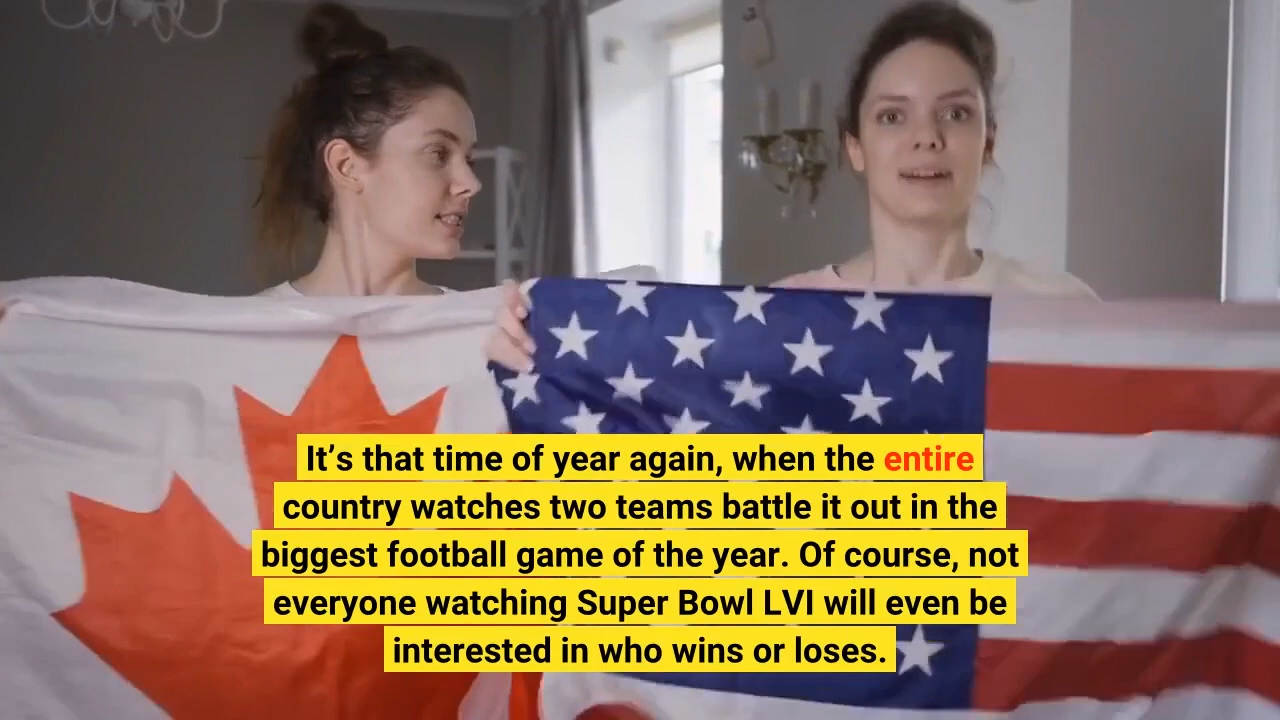 It’s that time of year again, when the entire
country watches two teams battle it out in the
biggest football game of the year. Of course, not
everyone watching Super Bowl LVI will even be
interested in who wins or loses.